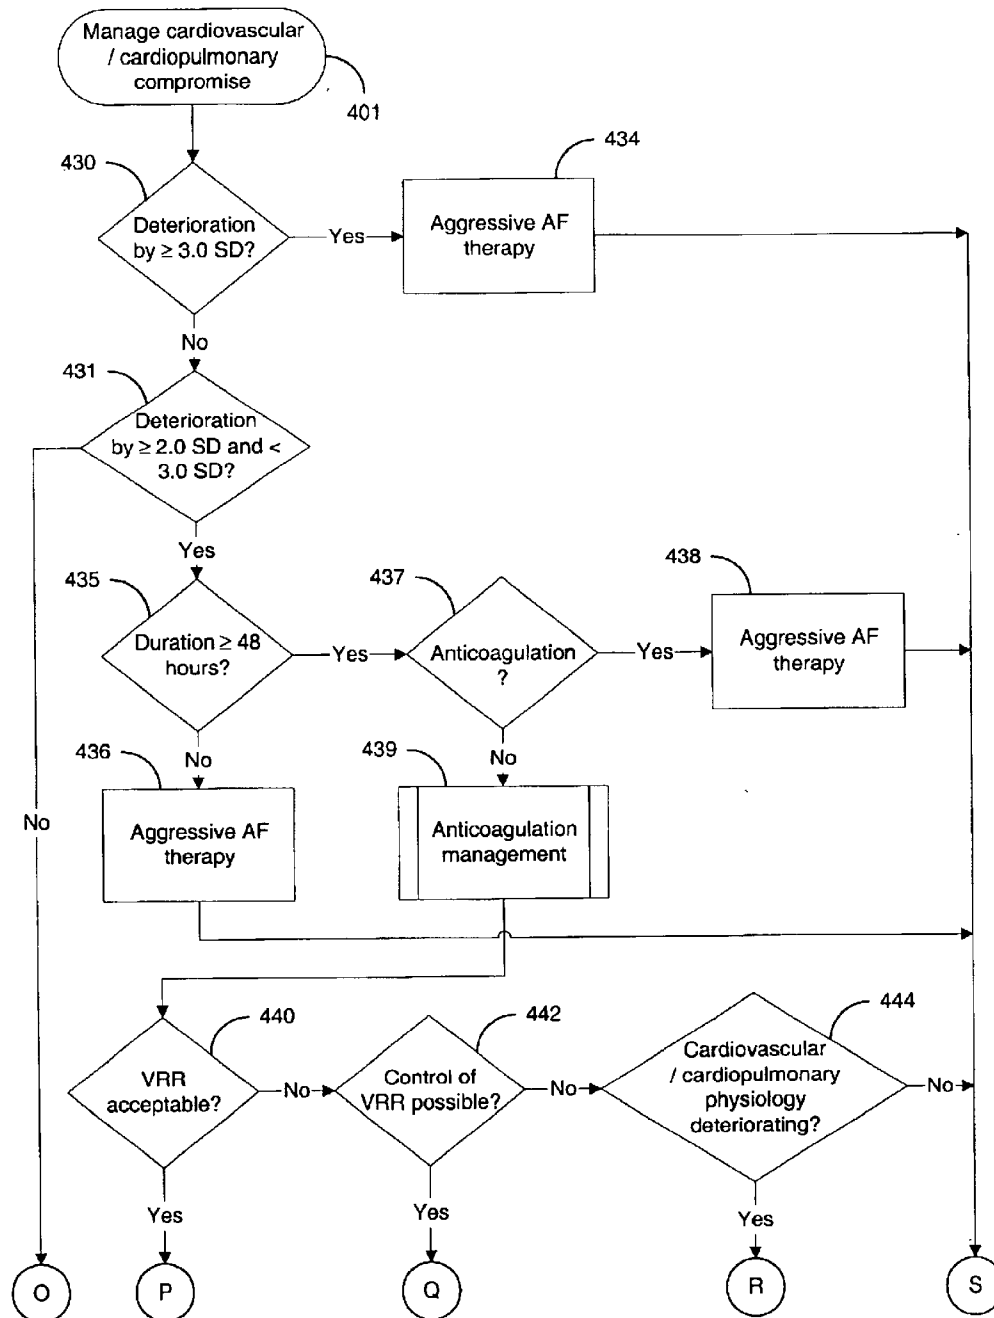 Manage cardiovascular
/ cardiopulmonary
compromise
401
430
Deterioration
by ≥ 3.0 SD?
Yes
434
Aggressive AF
therapy
No
431
Deterioration
by ≥ 2.0 SD and <
3.0 SD?
No
Yes
435
Duration ≥ 48
hours?
Yes
437
Anticoagulation
?
Yes
438
Aggressive AF
therapy
No
436
Aggressive AF
therapy
No
439
Anticoagulation
management
440
VRR
acceptable?
No
442
Control of
VRR possible?
No
444
Cardiovascular
/ cardiopulmonary
physiology
deteriorating?
No
Yes
Yes
Yes
O
P
Q
R
S